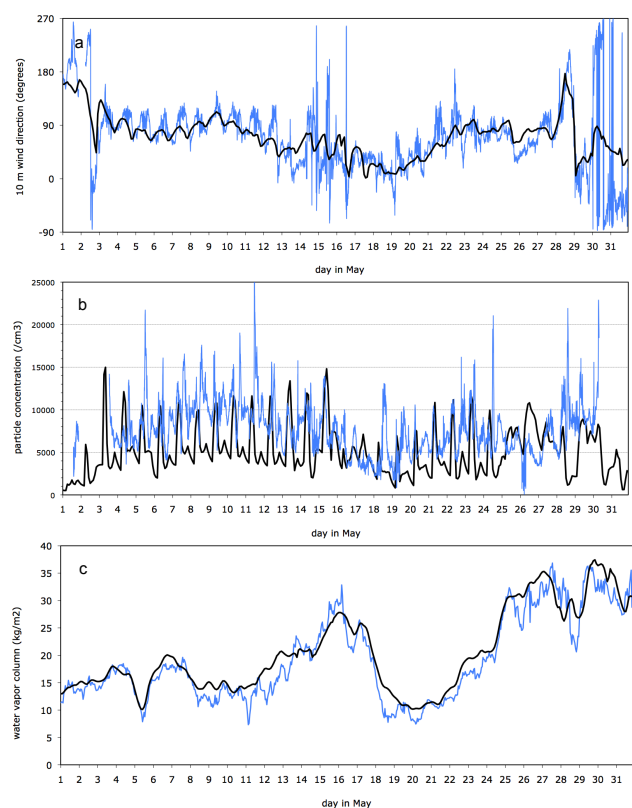 270
a
180
90
0
-90
10 m wind direction (degrees)
1 2 3 4 5 6 7 8 9 10 11 12 13 14 15 16 17 18 19 20 21 22 23 24 25 26 27 28 29 30 31
day in May
25000
b
20000
15000
10000
5000
0
particle concentration (/cm3)
1 2 3 4 5 6 7 8 9 10 11 12 13 14 15 16 17 18 19 20 21 22 23 24 25 26 27 28 29 30 31
day in May
40
c
35
30
25
20
15
10
5
0
water vapor column (kg/m2)
1 2 3 4 5 6 7 8 9 10 11 12 13 14 15 16 17 18 19 20 21 22 23 24 25 26 27 28 29 30 31
day in May